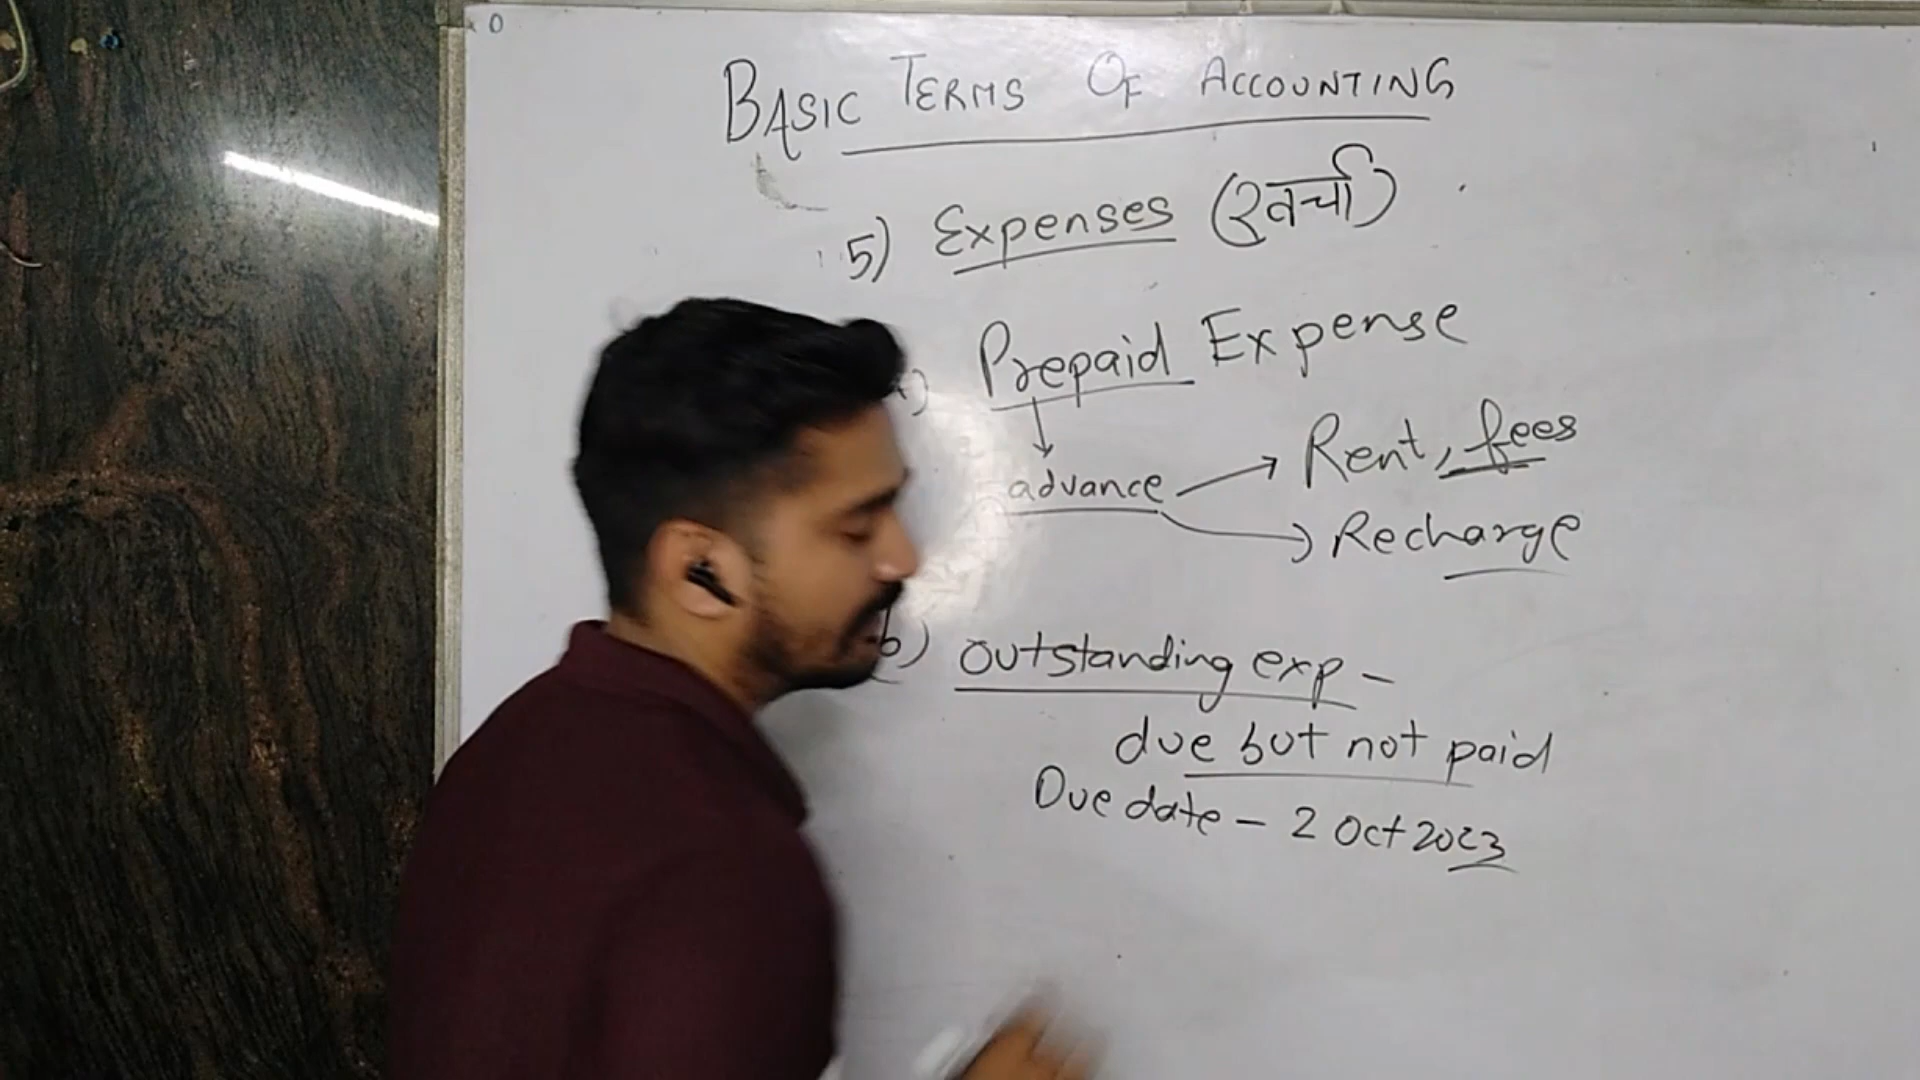 BASIC TERMS OF ACCOUNTING
5) Expenses (खर्चा)
Prepaid Expense
advance → Rent, fees
→ Recharge
b) outstanding exp -
due but not paid
Due date - 2 Oct 2023